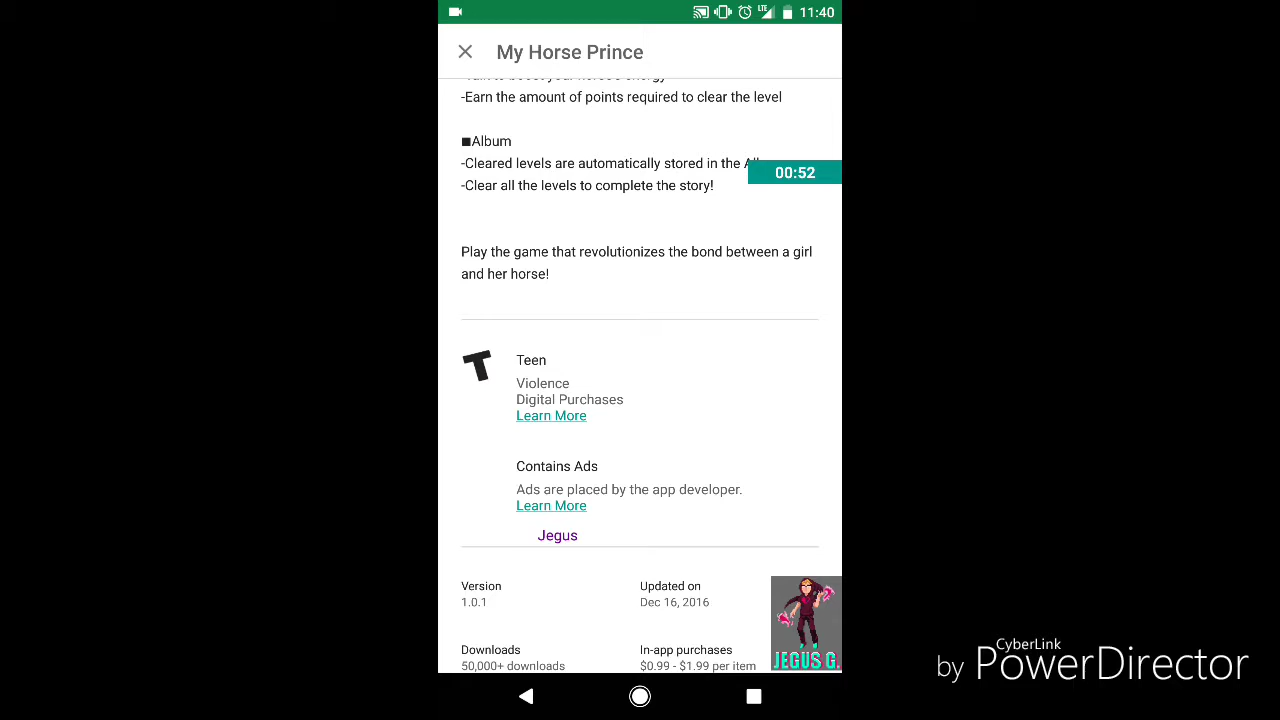 LTE 11:40
My Horse Prince
-Earn the amount of points required to clear the level
■Album
-Cleared levels are automatically stored in the
00:52
-Clear all the levels to complete the story!
Play the game that revolutionizes the bond between a girl
and her horse!
T Teen
Violence
Digital Purchases
Learn More
Contains Ads
Ads are placed by the app developer.
Learn More
Jegus
Version Updated on
1.0.1 Dec 16, 2016
Downloads In-app purchases
50,000+ downloads $0.99 - $1.99 per item
JEGUS G.
CyberLink
by PowerDirector